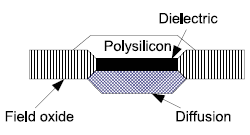 Dielectric
Polysilicon
Field oxide
Diffusion